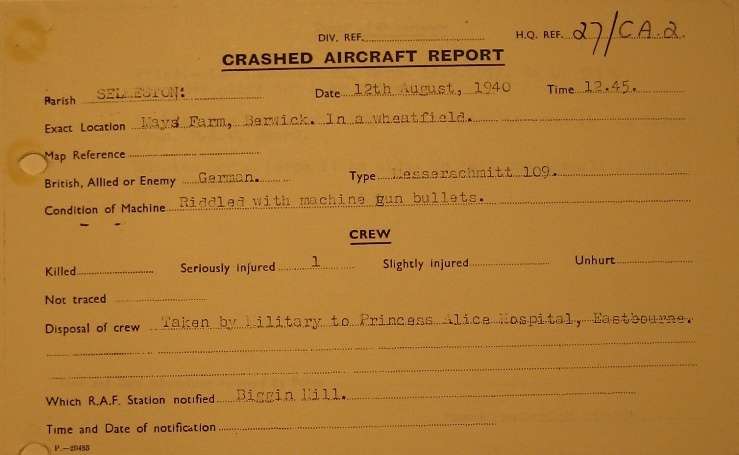 DIV. REF. H.Q. REF. 27/CA.2.
CRASHED AIRCRAFT REPORT
Parish SELMESTON: Date 12th August, 1940 Time 12.45.
Exact Location Mays' Farm, Berwick. In a wheatfield.
Map Reference
British, Allied or Enemy German. Type Messerschmitt 109.
Condition of Machine Riddled with machine gun bullets.
CREW
Killed Seriously injured 1 Slightly injured Unhurt
Not traced
Disposal of crew Taken by Military to Princess Alice Hospital, Eastbourne.
Which R.A.F. Station notified Biggin Hill.
Time and Date of notification
P.—20483